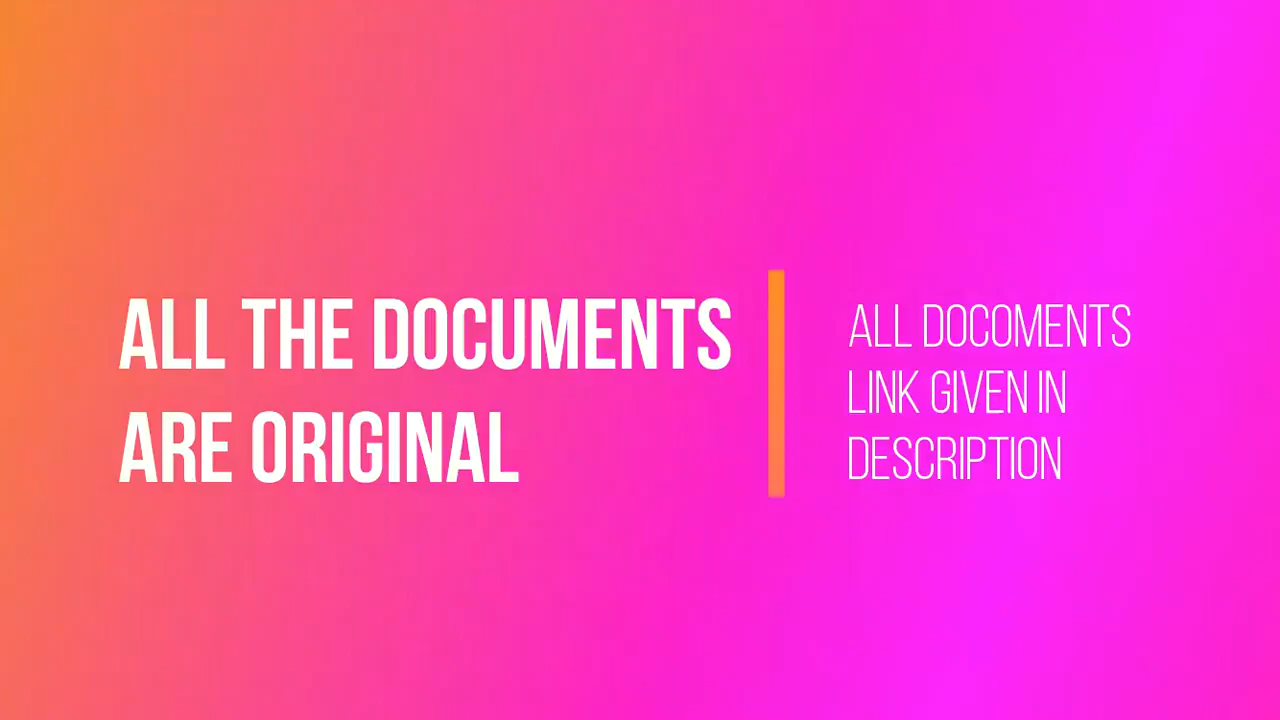 ALL THE DOCUMENTS
ARE ORIGINAL
ALL DOCOMENTS
LINK GIVEN IN
DESCRIPTION